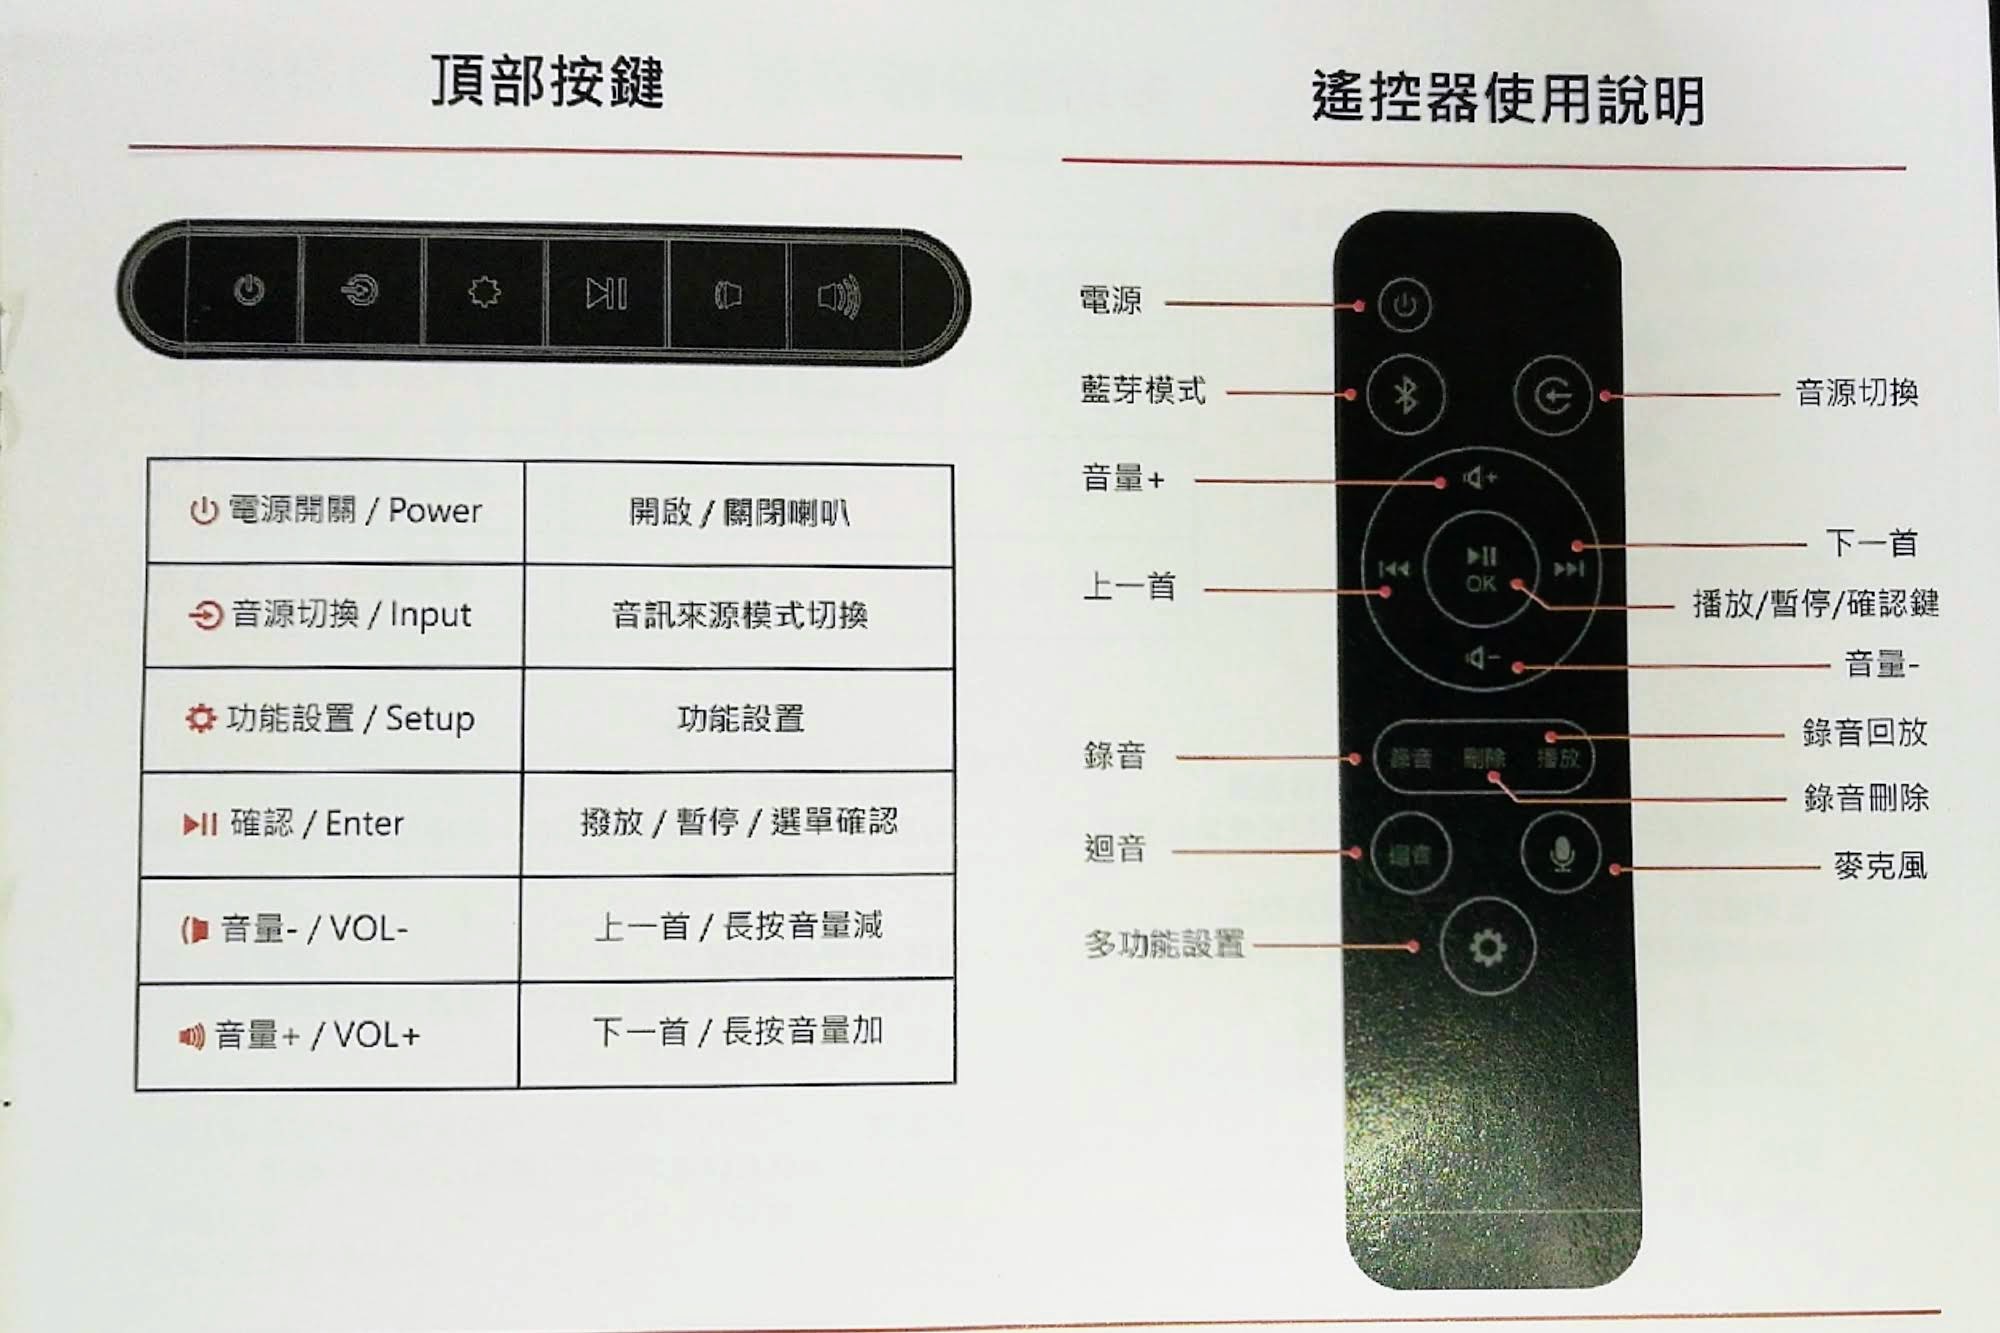 頂部按鍵
電源開關 / Power
開啟 / 關閉喇叭
音源切換 / Input
音訊來源模式切換
功能設置 / Setup
功能設置
確認 / Enter
撥放 / 暫停 / 選單確認
音量- / VOL-
上一首 / 長按音量減
音量+ / VOL+
下一首 / 長按音量加
遙控器使用說明
電源
藍芽模式
音源切換
音量+
下一首
上一首
OK
播放/暫停/確認鍵
音量-
錄音回放
錄音
錄音 刪除 播放
錄音刪除
迴音
迴音
麥克風
多功能設置